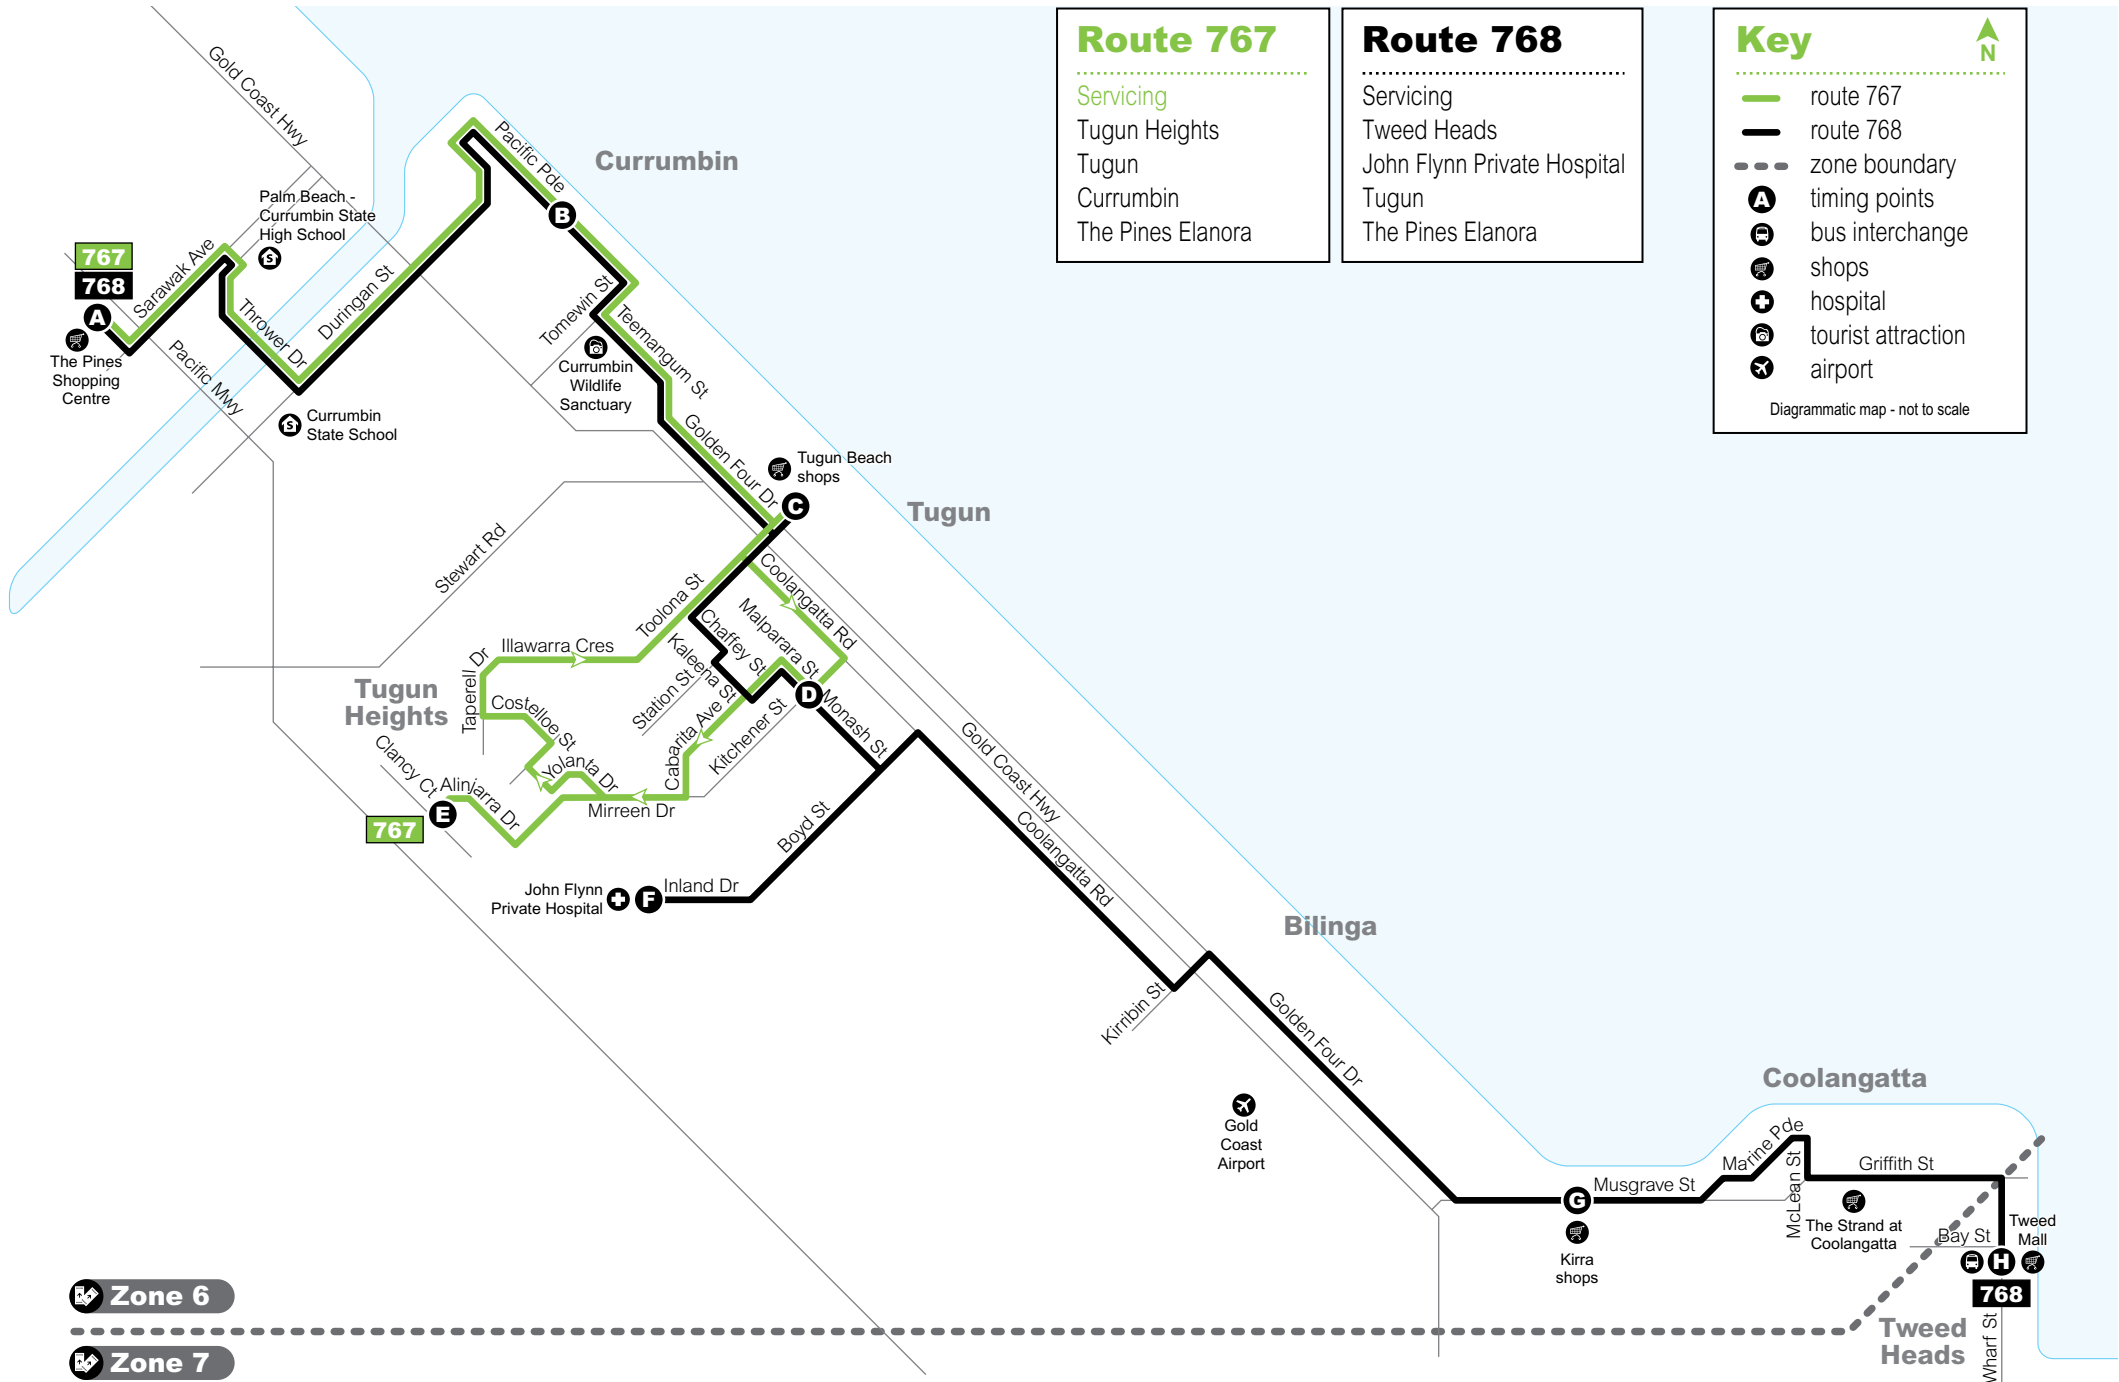 Route 767
Servicing
Tugun Heights
Tugun
Currumbin
The Pines Elanora
Route 768
Servicing
Tweed Heads
John Flynn Private Hospital
Tugun
The Pines Elanora
Key
N
route 767
route 768
zone boundary
A
timing points
bus interchange
shops
hospital
tourist attraction
airport
Diagrammatic map - not to scale
Gold Coast Hwy
Pacific Pde
Currumbin
Palm Beach -
Currumbin State
High School
S
B
767
768
A
Sarawak Ave
Thrower Dr
Duringan St
The Pines
Shopping
Centre
Pacific Mwy
S
Currumbin
State School
Tomewin St
Teemangum St
Currumbin
Wildlife
Sanctuary
Golden Four Dr
Tugun Beach
shops
C
Tugun
Stewart Rd
Toolona St
Coolangatta Rd
Malparara St
Chaffey St
Kaleena St
Station St
Illawarra Cres
Taperell Dr
Tugun
Heights
Costelloe St
D
Monash St
Cabarita Ave
Kitchener St
Clancy Ct
Alinjarra Dr
Yolanta Dr
Mirreen Dr
E
767
Boyd St
John Flynn
Private Hospital
F
Inland Dr
Gold Coast Hwy
Coolangatta Rd
Bilinga
Kirribin St
Golden Four Dr
Gold
Coast
Airport
Coolangatta
Marine Pde
McLean St
Griffith St
G
Musgrave St
Kirra
shops
The Strand at
Coolangatta
Bay St
Tweed
Mall
H
768
Wharf St
Tweed
Heads
Zone 6
Zone 7